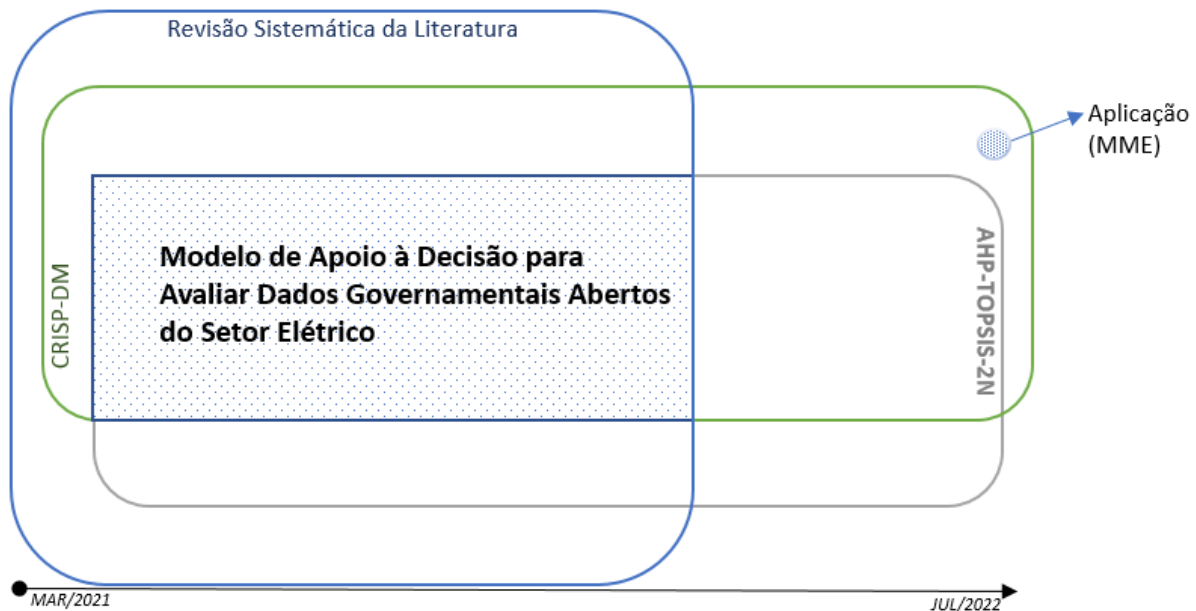 Revisão Sistemática da Literatura
Aplicação
(MME)
Modelo de Apoio à Decisão para
Avaliar Dados Governamentais Abertos
do Setor Elétrico
CRISP-DM
AHP-TOPSIS-2N
MAR/2021
JUL/2022